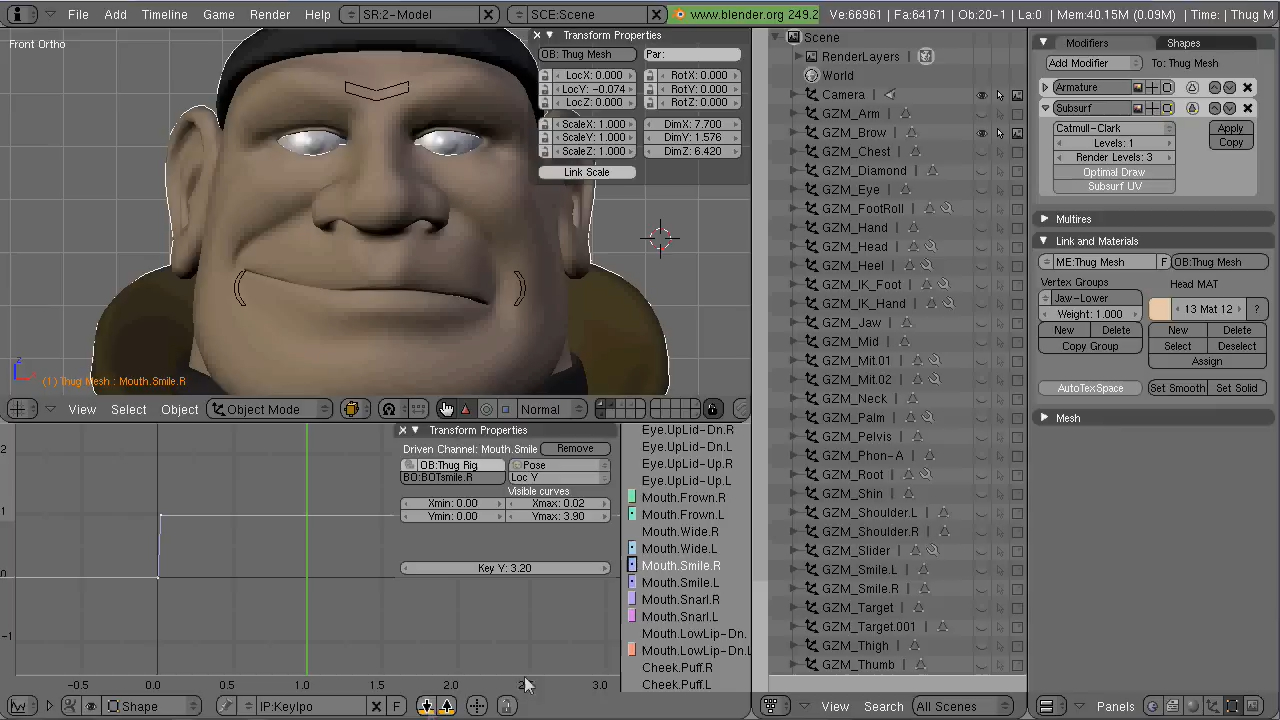 File Add Timeline Game Render Help SR:2-Model SCE:Scene www.blender.org 249.2 Ve:66961 | Fa:64171 | Ob:20-1 | La:0 | Mem:40.15M (0.09M) | Time: | Thug M
Front Ortho
Transform Properties
OB: Thug Mesh Par:
LocX: 0.000 RotX: 0.000
LocY: -0.074 RotY: 0.000
LocZ: 0.000 RotZ: 0.000
ScaleX: 1.000 DimX: 7.700
ScaleY: 1.000 DimY: 1.576
ScaleZ: 1.000 DimZ: 6.420
Link Scale
(1) Thug Mesh : Mouth.Smile.R
View Select Object Object Mode Normal
Transform Properties
Driven Channel: Mouth.Smile Remove
OB:Thug Rig Pose
BO:BOTsmile.R Loc Y
Visible curves
Xmin: 0.00 Xmax: 0.02
Ymin: 0.00 Ymax: 3.90
Key Y: 3.20
2
1
0
-1
-0.5 0.0 0.5 1.0 2.0 3.0
Eye.UpLid-Dn.R
Eye.UpLid-Dn.L
Eye.UpLid-Up.R
Eye.UpLid-Up.L
Mouth.Frown.R
Mouth.Frown.L
Mouth.Wide.R
Mouth.Wide.L
Mouth.Smile.R
Mouth.Smile.L
Mouth.Snarl.R
Mouth.Snarl.L
Mouth.LowLip-Dn.
Mouth.LowLip-Dn.L
Cheek.Puff.R
Cheek.Puff.L
Shape IP:KeyIpo F
Scene
RenderLayers
World
Camera
GZM_Arm
GZM_Brow
GZM_Chest
GZM_Diamond
GZM_Eye
GZM_FootRoll
GZM_Hand
GZM_Head
GZM_Heel
GZM_IK_Foot
GZM_IK_Hand
GZM_Jaw
GZM_Mid
GZM_Mit.01
GZM_Mit.02
GZM_Neck
GZM_Palm
GZM_Pelvis
GZM_Phon-A
GZM_Root
GZM_Shin
GZM_Shoulder.L
GZM_Shoulder.R
GZM_Slider
GZM_Smile.L
GZM_Smile.R
GZM_Target
GZM_Target.001
GZM_Thigh
GZM_Thumb
View Search All Scenes
Modifiers Shapes
Add Modifier To: Thug Mesh
Armature
Subsurf
Catmull-Clark Apply
Levels: 1 Copy
Render Levels: 3
Optimal Draw
Subsurf UV
Multires
Link and Materials
ME:Thug Mesh F OB:Thug Mesh
Vertex Groups Head MAT
Jaw-Lower 13 Mat 12 ?
Weight: 1.000
New Delete New Delete
Copy Group Select Deselect
Assign
AutoTexSpace Set Smooth Set Solid
Mesh
Panels